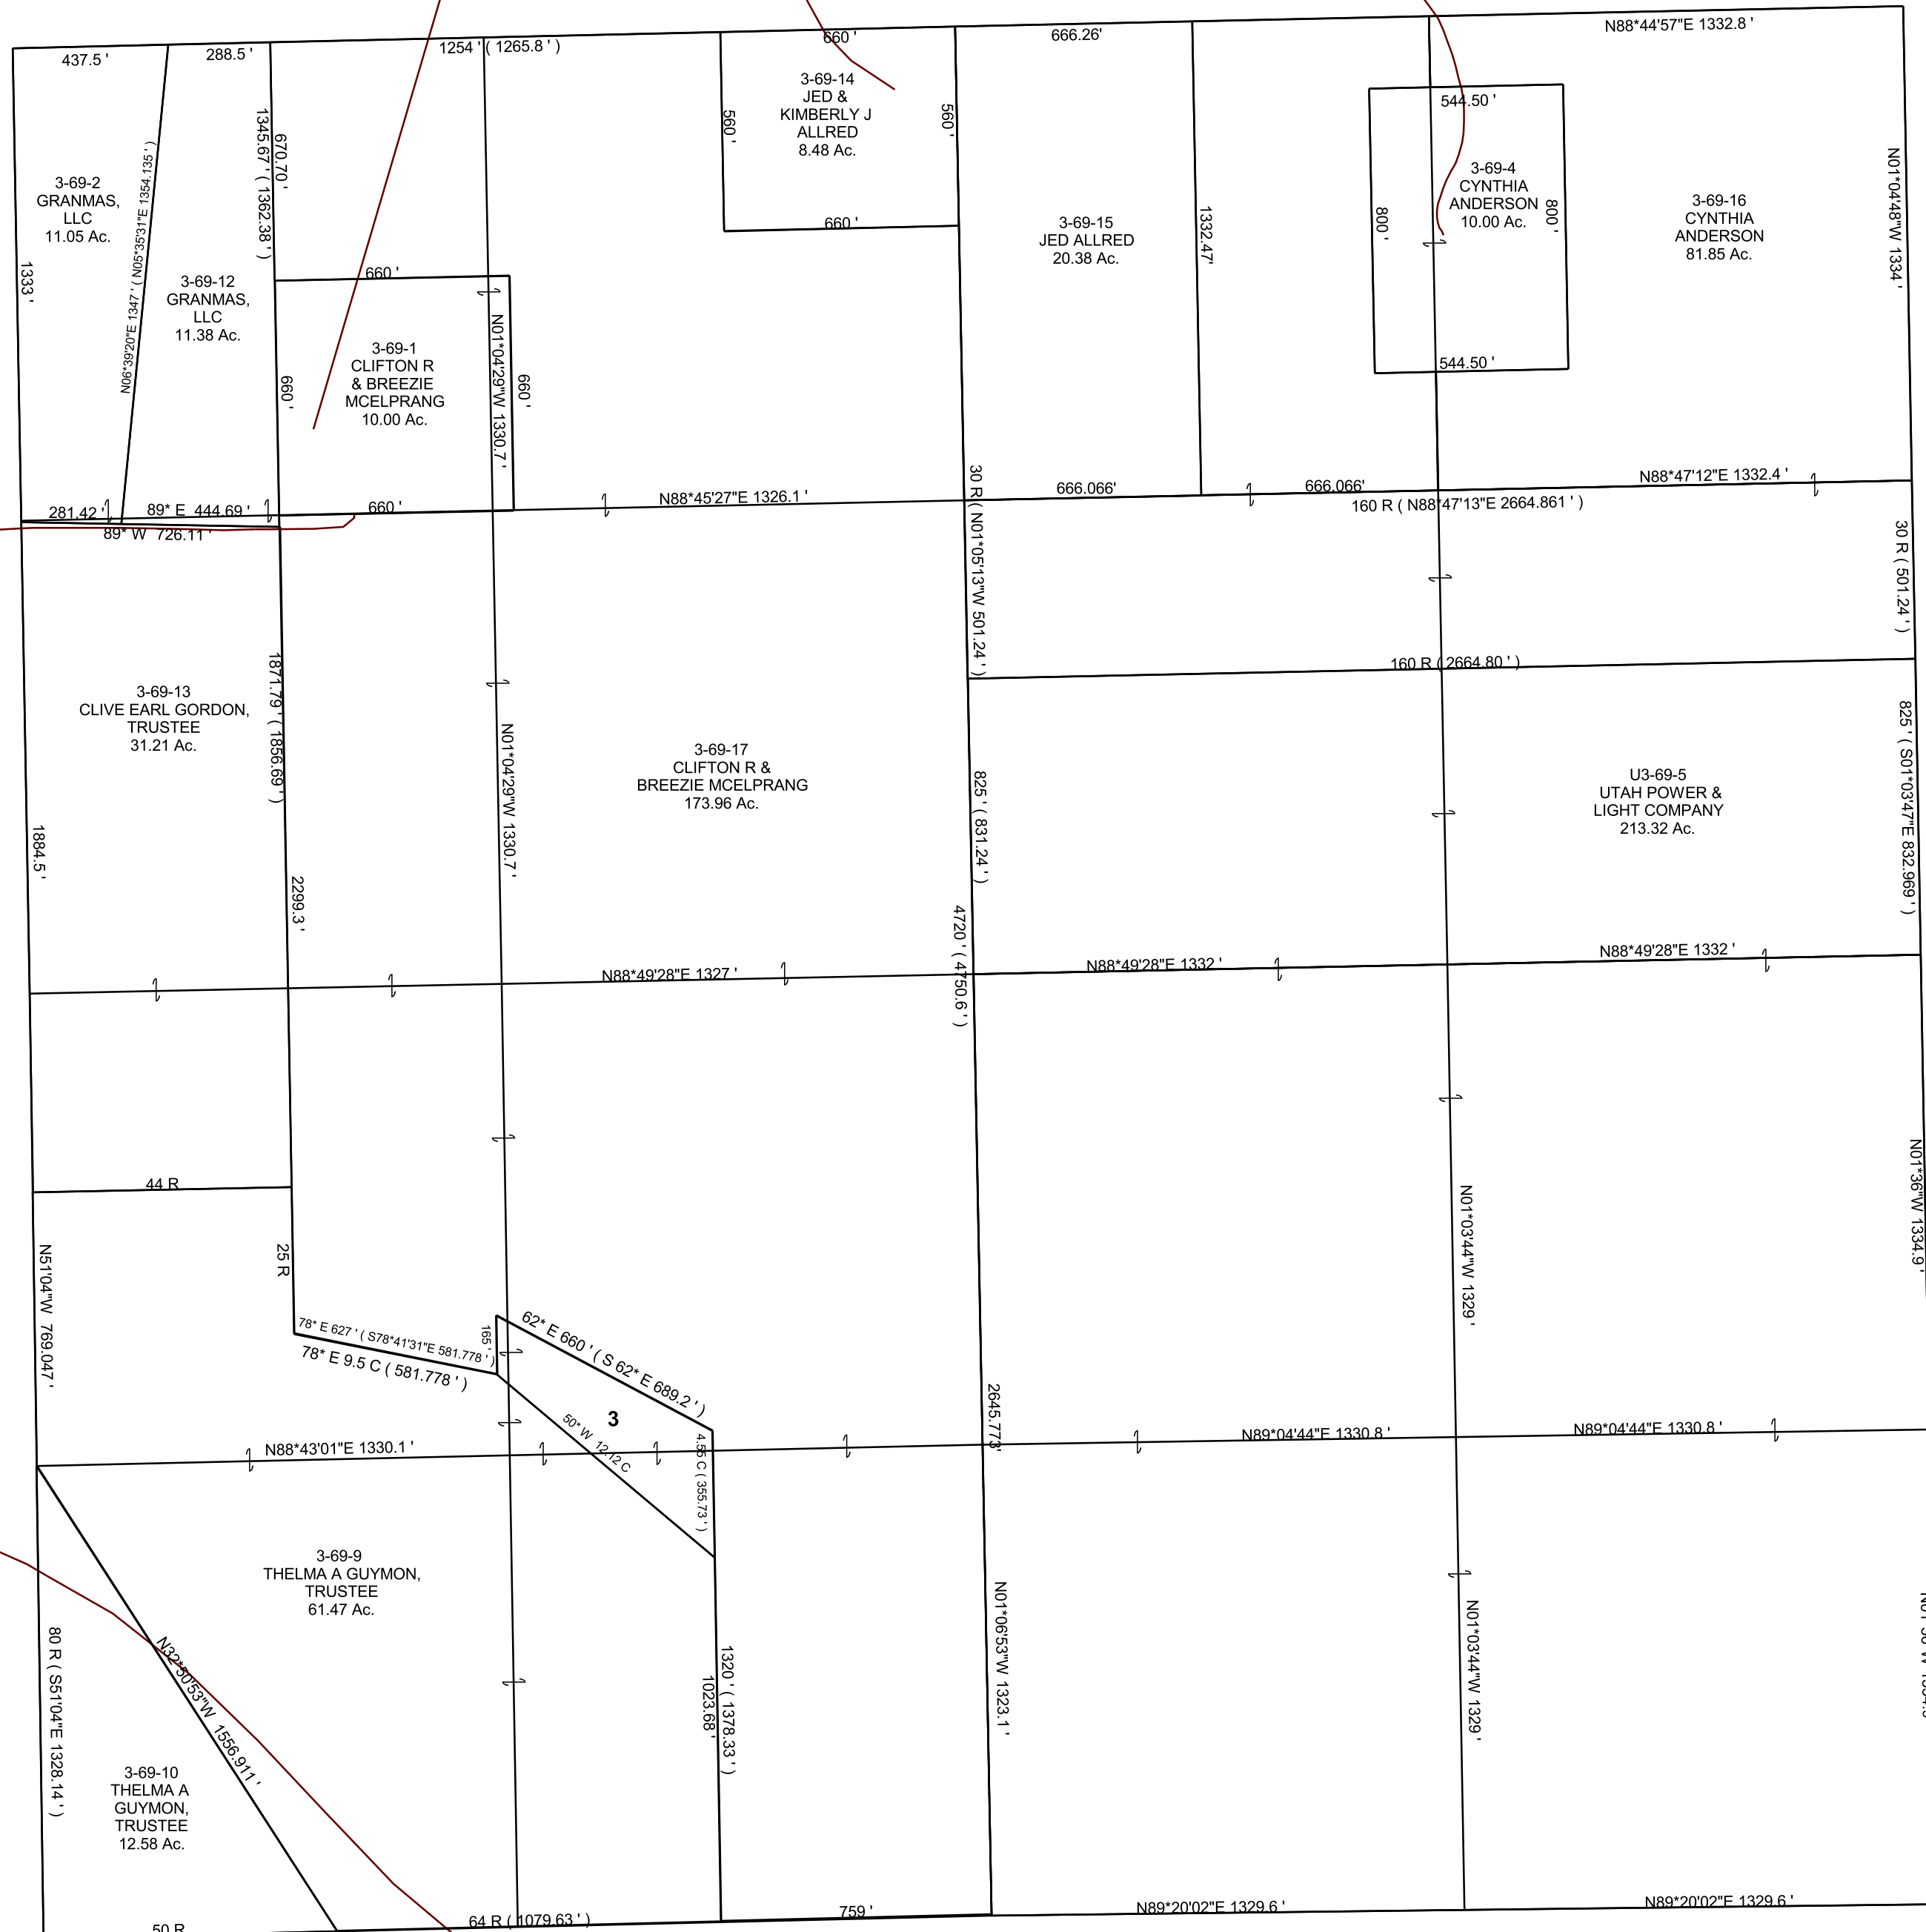 N88*44'57"E 1332.8 '
437.5 '
288.5 '
1254 ' ( 1265.8 ' )
660 '
666.26'
3-69-14
JED &
KIMBERLY J
ALLRED
8.48 Ac.
560 '
560 '
660 '
544.50 '
3-69-4
CYNTHIA
ANDERSON
10.00 Ac.
800 '
800 '
544.50 '
3-69-16
CYNTHIA
ANDERSON
81.85 Ac.
N01*04'48"W 1334 '
3-69-2
GRANMAS,
LLC
11.05 Ac.
1333 '
N06*39'20"E 1347 ' ( N05*35'31"E 1354.135 ' )
1345.67 ' ( 1362.38 ' )
670.70 '
3-69-12
GRANMAS,
LLC
11.38 Ac.
3-69-15
JED ALLRED
20.38 Ac.
1332.47'
660 '
3-69-1
CLIFTON R
& BREEZIE
MCELPRANG
10.00 Ac.
660 '
N01*04'29"W 1330.7 '
660 '
281.42 '
89* E 444.69 '
660 '
N88*45'27"E 1326.1 '
666.066'
666.066'
N88*47'12"E 1332.4 '
160 R ( N88*47'13"E 2664.861 ' )
89* W 726.11 '
30 R ( N01*05'13"W 501.24 ' )
30 R ( 501.24 ' )
160 R ( 2664.80 ' )
3-69-13
CLIVE EARL GORDON,
TRUSTEE
31.21 Ac.
1871.79 ' ( 1856.69 ' )
1884.5 '
2299.3 '
N01*04'29"W 1330.7 '
3-69-17
CLIFTON R &
BREEZIE MCELPRANG
173.96 Ac.
825 ' ( 831.24 ' )
U3-69-5
UTAH POWER &
LIGHT COMPANY
213.32 Ac.
825 ' ( S01*03'47"E 832.969 ' )
4720 ' ( 4750.6 ' )
N88*49'28"E 1327 '
N88*49'28"E 1332 '
N88*49'28"E 1332 '
44 R
25 R
N51'04"W 769.047 '
N01*03'44"W 1329 '
N01*36"W 1334.9 '
78* E 627 ' ( S78*41'31"E 581.778 ' )
78* E 9.5 C ( 581.778 ' )
165 '
62* E 660 ' ( S 62* E 689.2 ' )
3
50* W 12.12 C
4.55 C ( 355.73 ' )
2645.773'
N88*43'01"E 1330.1 '
N89*04'44"E 1330.8 '
N89*04'44"E 1330.8 '
3-69-9
THELMA A GUYMON,
TRUSTEE
61.47 Ac.
N32*50'53"W 1556.911 '
80 R ( S51'04"E 1328.14 ' )
1320 ' ( 1378.33 ' )
1023.68 '
N01*06'53"W 1323.1 '
N01*03'44"W 1329 '
3-69-10
THELMA A
GUYMON,
TRUSTEE
12.58 Ac.
50 R
64 R ( 1079.63 ' )
759 '
N89*20'02"E 1329.6 '
N89*20'02"E 1329.6 '